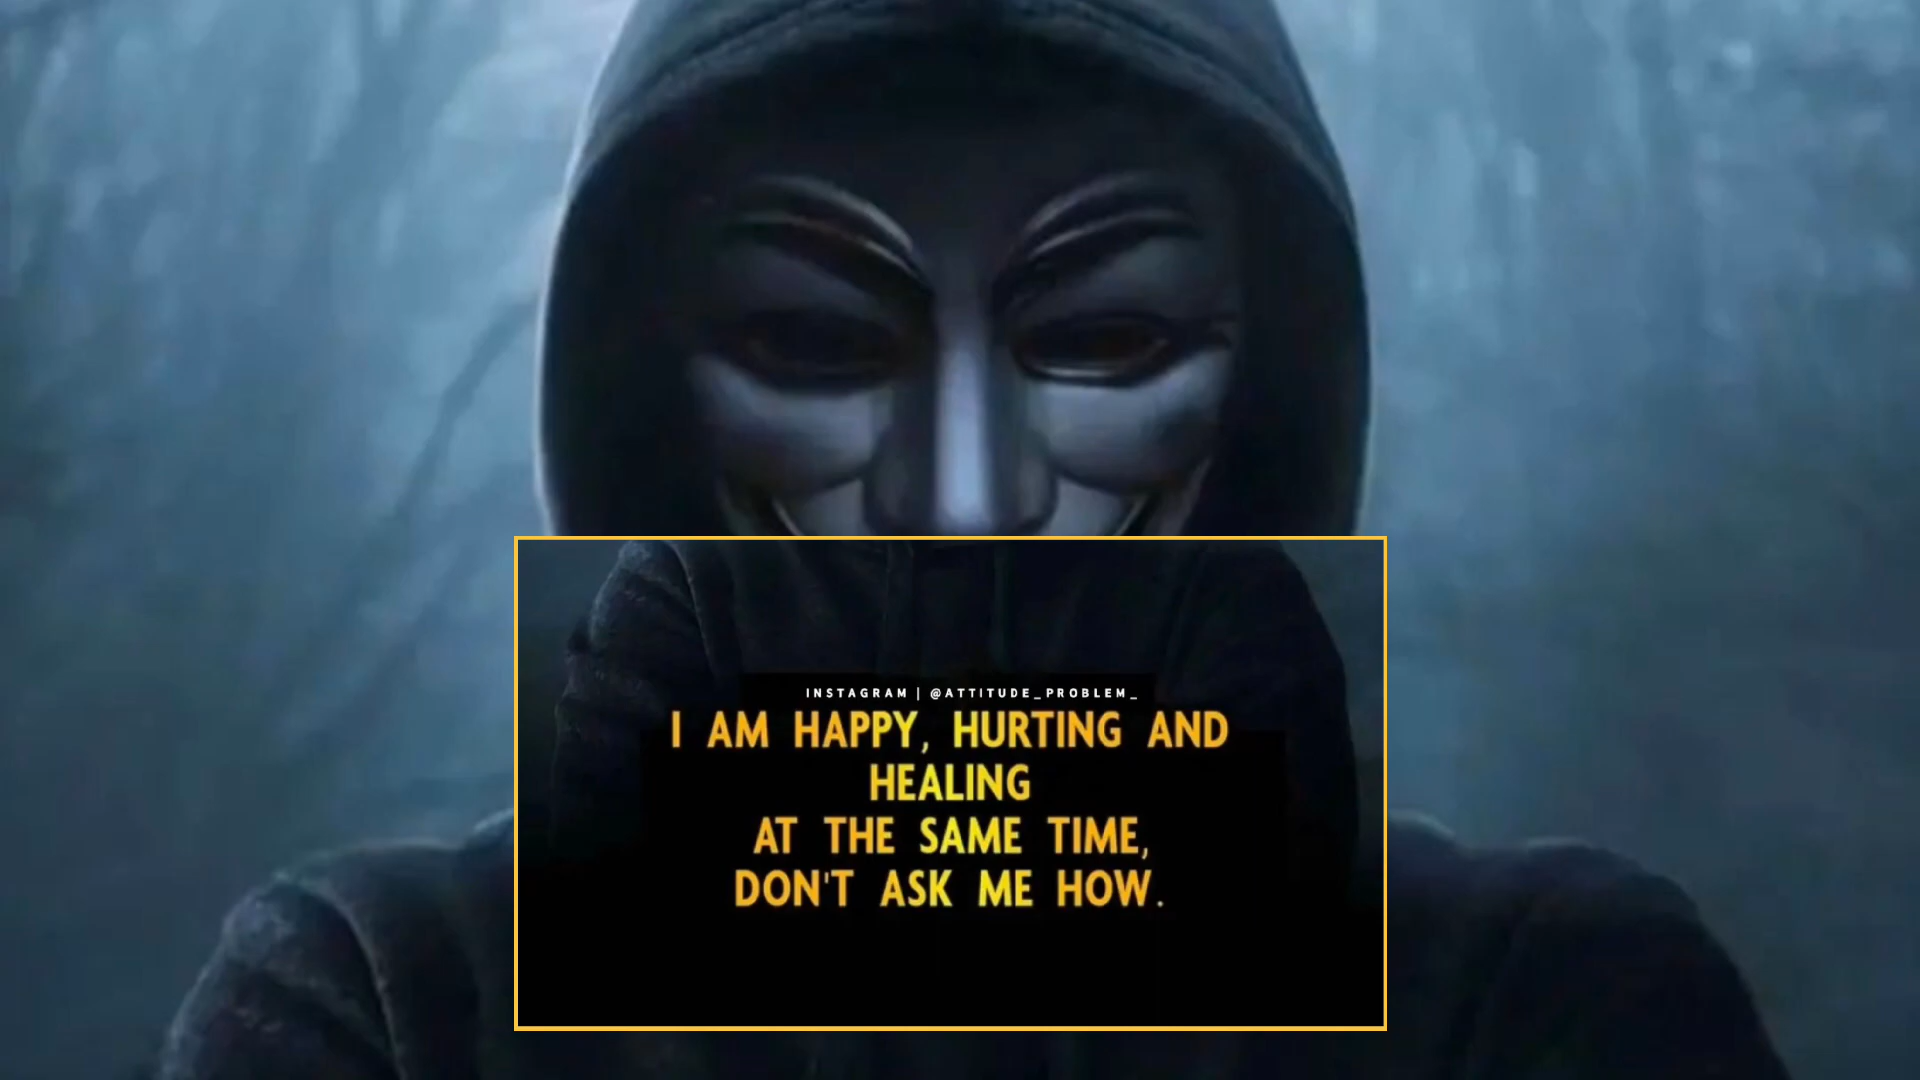 INSTAGRAM | @ATTITUDE_PROBLEM_
I AM HAPPY, HURTING AND
HEALING
AT THE SAME TIME,
DON'T ASK ME HOW.